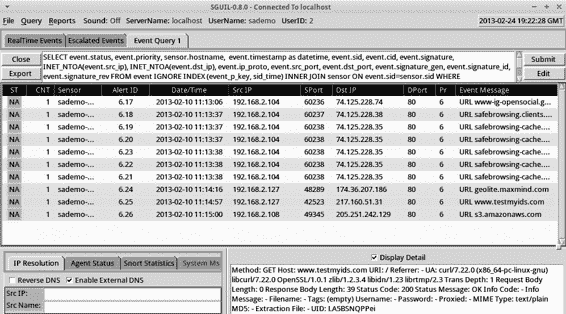 SGUIL-0.8.0 - Connected To localhost
File Query Reports Sound: Off ServerName: localhost UserName: sademo UserID: 2 2013-02-24 19:22:28 GMT
RealTime Events Escalated Events Event Query 1
Close
Export
SELECT event.status, event.priority, sensor.hostname, event.timestamp as datetime, event.sid, event.cid, event.signature,
INET_NTOA(event.src_ip), INET_NTOA(event.dst_ip), event.ip_proto, event.src_port, event.dst_port, event.signature_gen, event.signature_id,
event.signature_rev FROM event IGNORE INDEX (event_p_key, sid_time) INNER JOIN sensor ON event.sid=sensor.sid WHERE
Submit
Edit
ST CNT Sensor Alert ID Date/Time Src IP SPort Dst IP DPort Pr Event Message
NA 1 sademo-... 6.17 2013-02-10 11:13:06 192.168.2.104 60236 74.125.228.74 80 6 URL www-ig-opensocial.g...
NA 1 sademo-... 6.18 2013-02-10 11:13:37 192.168.2.104 60237 74.125.228.38 80 6 URL safebrowsing.clients....
NA 1 sademo-... 6.19 2013-02-10 11:13:37 192.168.2.104 60238 74.125.228.35 80 6 URL safebrowsing-cache....
NA 1 sademo-... 6.20 2013-02-10 11:13:38 192.168.2.104 60238 74.125.228.35 80 6 URL safebrowsing-cache....
NA 1 sademo-... 6.23 2013-02-10 11:13:38 192.168.2.104 60238 74.125.228.35 80 6 URL safebrowsing-cache....
NA 1 sademo-... 6.22 2013-02-10 11:13:38 192.168.2.104 60238 74.125.228.35 80 6 URL safebrowsing-cache....
NA 1 sademo-... 6.21 2013-02-10 11:13:38 192.168.2.104 60238 74.125.228.35 80 6 URL safebrowsing-cache....
NA 1 sademo-... 6.24 2013-02-10 11:14:16 192.168.2.127 48289 174.36.207.186 80 6 URL geolite.maxmind.com
NA 1 sademo-... 6.25 2013-02-10 11:14:57 192.168.2.127 42523 217.160.51.31 80 6 URL www.testmyids.com
NA 1 sademo-... 6.26 2013-02-10 11:15:00 192.168.2.108 49345 205.251.242.129 80 6 URL s3.amazonaws.com
IP Resolution Agent Status Snort Statistics System Ms
Reverse DNS Enable External DNS
Src IP:
Src Name:
Display Detail
Method: GET Host: www.testmyids.com URI: / Referrer: - UA: curl/7.22.0 (x86_64-pc-linux-gnu)
libcurl/7.22.0 OpenSSL/1.0.1 zlib/1.2.3.4 libidn/1.23 librtmp/2.3 Trans Depth: 1 Request Body
Length: 0 Response Body Length: 39 Status Code: 200 Status Message: OK Info Code: - Info
Message: - Filename: - Tags: (empty) Username: - Password: - Proxied: - MIME Type: text/plain
MD5: - Extraction File: - UID: LA5BSNQPPei